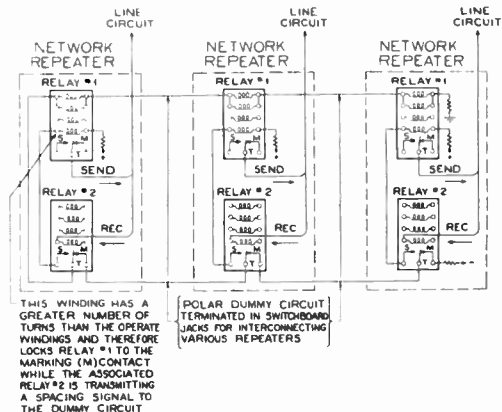 LINE CIRCUIT
LINE CIRCUIT
LINE CIRCUIT
NETWORK REPEATER
NETWORK REPEATER
NETWORK REPEATER
RELAY #1
S M
T
SEND
RELAY #2
REC
S M
T
RELAY #1
S M
T
SEND
RELAY #2
REC
S M
T
RELAY #1
S M
T
SEND
RELAY #2
REC
S M
T
THIS WINDING HAS A
GREATER NUMBER OF
TURNS THAN THE OPERATE
WINDINGS AND THEREFORE
LOCKS RELAY #1 TO THE
MARKING (M) CONTACT
WHILE THE ASSOCIATED
RELAY #2 IS TRANSMITTING
A SPACING SIGNAL TO
THE DUMMY CIRCUIT
POLAR DUMMY CIRCUIT
TERMINATED IN SWITCHBOARD
JACKS FOR INTERCONNECTING
VARIOUS REPEATERS